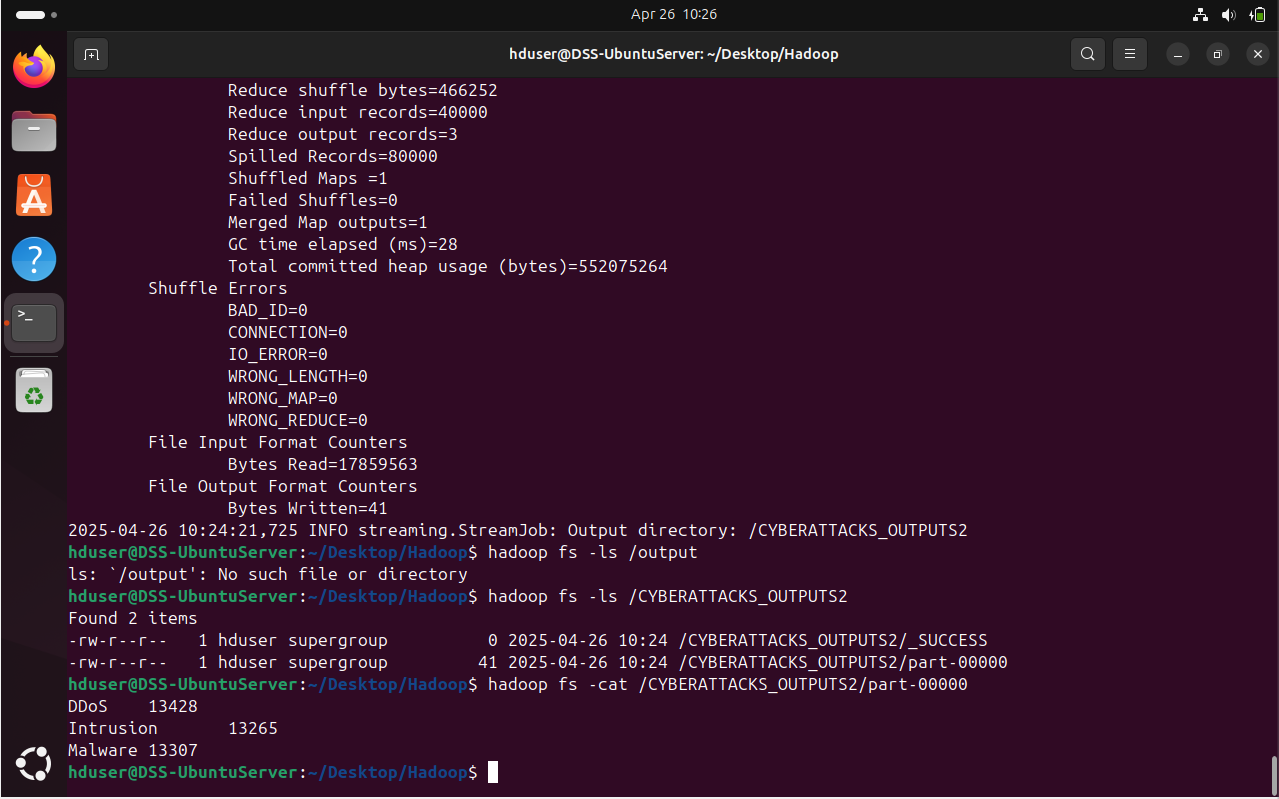 Apr 26 10:26
hduser@DSS-UbuntuServer: ~/Desktop/Hadoop
Reduce shuffle bytes=466252
Reduce input records=40000
Reduce output records=3
Spilled Records=80000
Shuffled Maps =1
Failed Shuffles=0
Merged Map outputs=1
GC time elapsed (ms)=28
Total committed heap usage (bytes)=552075264
Shuffle Errors
BAD_ID=0
CONNECTION=0
IO_ERROR=0
WRONG_LENGTH=0
WRONG_MAP=0
WRONG_REDUCE=0
File Input Format Counters
Bytes Read=17859563
File Output Format Counters
Bytes Written=41
2025-04-26 10:24:21,725 INFO streaming.StreamJob: Output directory: /CYBERATTACKS_OUTPUTS2
hduser@DSS-UbuntuServer:~/Desktop/Hadoop$ hadoop fs -ls /output
ls: `/output': No such file or directory
hduser@DSS-UbuntuServer:~/Desktop/Hadoop$ hadoop fs -ls /CYBERATTACKS_OUTPUTS2
Found 2 items
-rw-r--r--   1 hduser supergroup          0 2025-04-26 10:24 /CYBERATTACKS_OUTPUTS2/_SUCCESS
-rw-r--r--   1 hduser supergroup         41 2025-04-26 10:24 /CYBERATTACKS_OUTPUTS2/part-00000
hduser@DSS-UbuntuServer:~/Desktop/Hadoop$ hadoop fs -cat /CYBERATTACKS_OUTPUTS2/part-00000
DDoS    13428
Intrusion       13265
Malware 13307
hduser@DSS-UbuntuServer:~/Desktop/Hadoop$